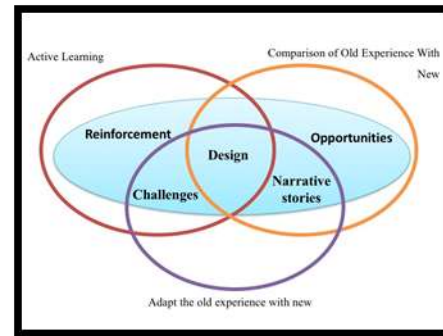 Active Learning
Comparison of Old Experience With
New
Reinforcement
Opportunities
Design
Challenges
Narrative
stories
Adapt the old experience with new